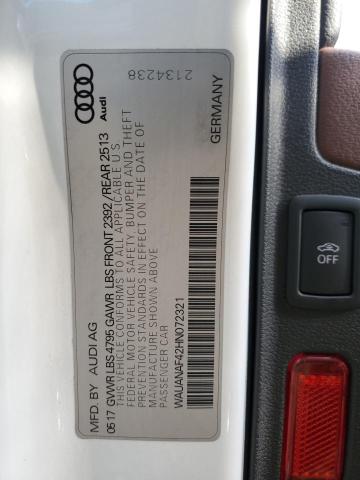 Audi
2134238
MFD BY AUDI AG
GERMANY
0517 GVWR LBS 4795 GAWR LBS FRONT 2392/REAR 2513
THIS VEHICLE CONFORMS TO ALL APPLICABLE U´S
FEDERAL MOTOR VEHICLE SAFETY, BUMPER AND THEFT
PREVENTION STANDARDS IN EFFECT ON THE DATE OF
MANUFACTURE SHOWN ABOVE
PASSENGER CAR
WAUANAF42HN072321
OFF